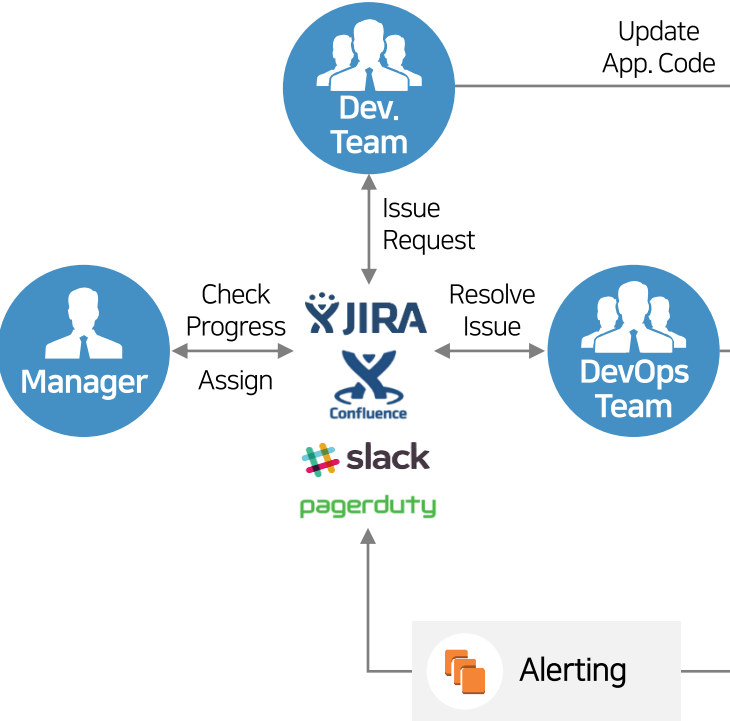 Update
App. Code
Dev.
Team
Issue
Request
Check
Progress
Assign
Manager
JIRA
Confluence
slack
pagerduty
Resolve
Issue
DevOps
Team
Alerting